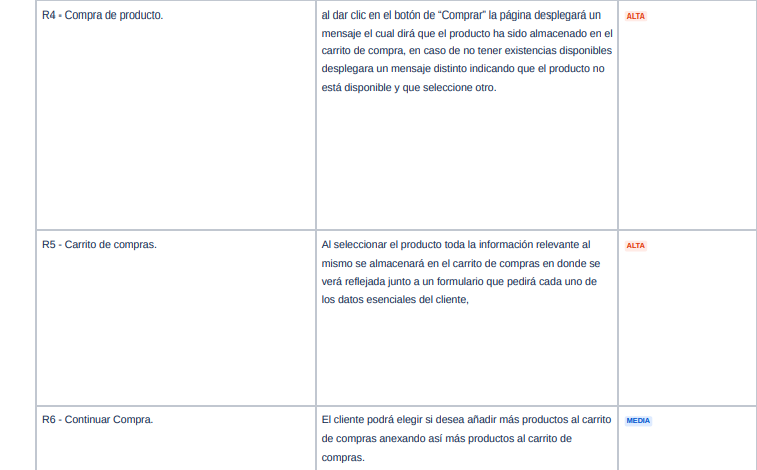 R4 - Compra de producto.
al dar clic en el botón de “Comprar” la página desplegará un
mensaje el cual dirá que el producto ha sido almacenado en el
carrito de compra, en caso de no tener existencias disponibles
desplegara un mensaje distinto indicando que el producto no
está disponible y que seleccione otro.
ALTA
R5 - Carrito de compras.
Al seleccionar el producto toda la información relevante al
mismo se almacenará en el carrito de compras en donde se
verá reflejada junto a un formulario que pedirá cada uno de
los datos esenciales del cliente,
ALTA
R6 - Continuar Compra.
El cliente podrá elegir si desea añadir más productos al carrito
de compras anexando así más productos al carrito de
compras.
MEDIA